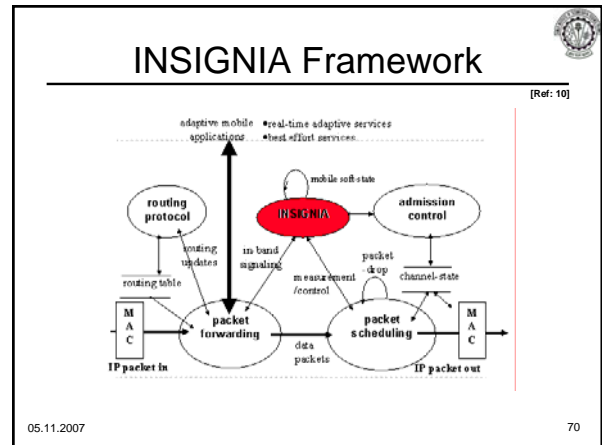 INSIGNIA Framework
[Ref: 10]
adaptive mobile
applications
•real-time adaptive services
•best effort services
mobile soft-state
routing
protocol
INSIGNIA
admission
control
routing
updates
in-band
signaling
packet
-drop
measurement
/control
channel-state
routing table
M
A
C
packet
forwarding
packet
scheduling
M
A
C
data
packets
IP packet in
IP packet out
05.11.2007
70